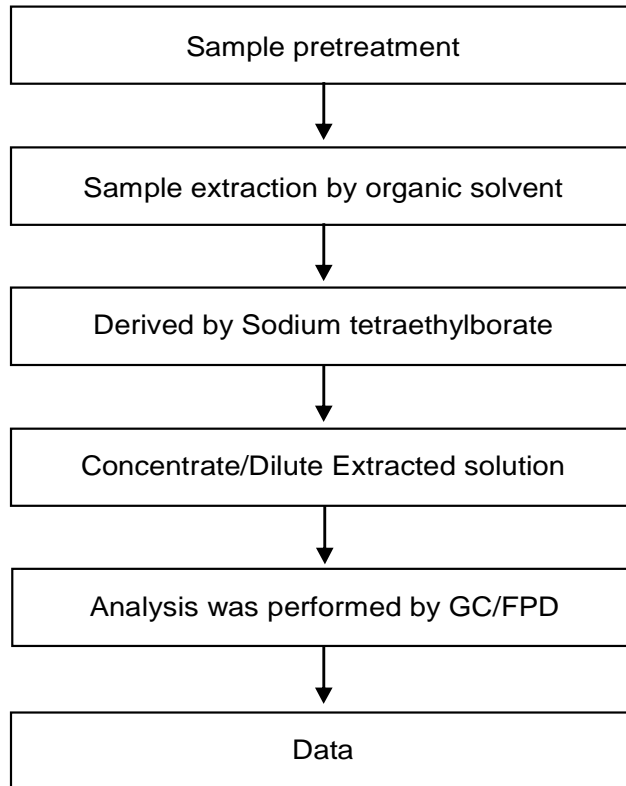 Sample pretreatment
Sample extraction by organic solvent
Derived by Sodium tetraethylborate
Concentrate/Dilute Extracted solution
Analysis was performed by GC/FPD
Data